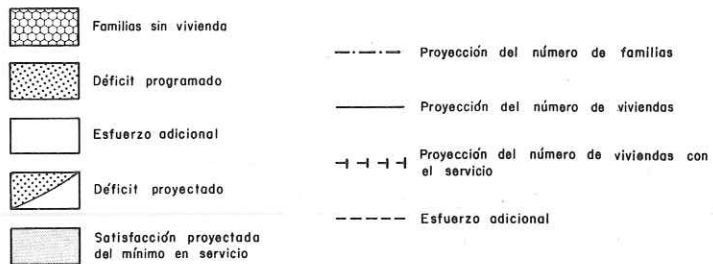 Familias sin vivienda
Déficit programado
Esfuerzo adicional
Déficit proyectado
Satisfacción proyectada
del mínimo en servicio
Proyección del número de familias
Proyección del número de viviendas
Proyección del número de viviendas con
el servicio
Esfuerzo adicional